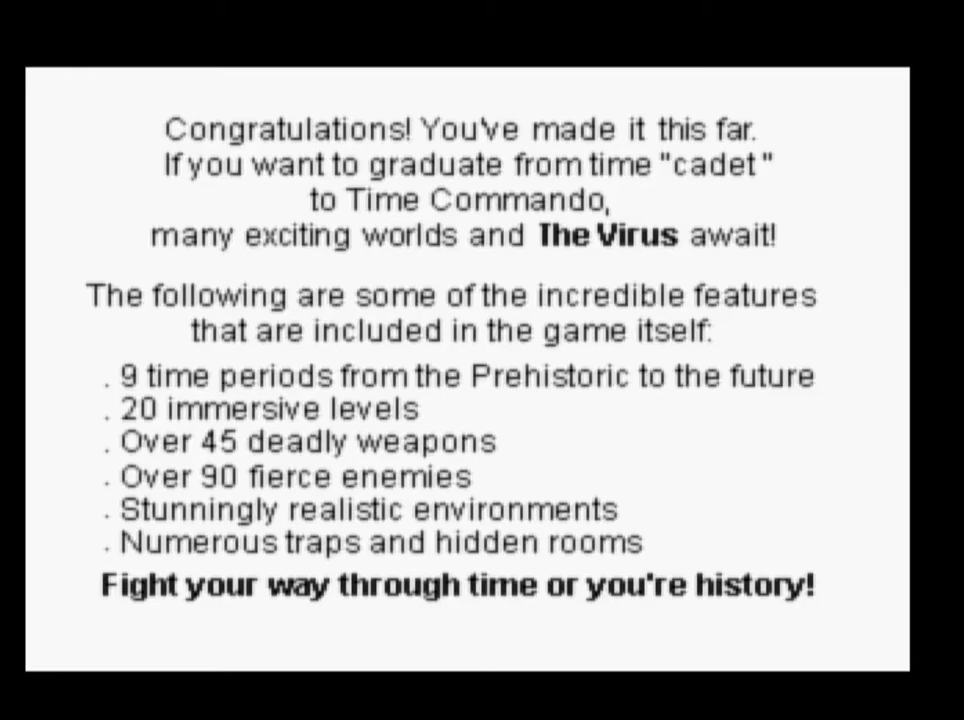 Congratulations! You've made it this far.
If you want to graduate from time "cadet"
to Time Commando,
many exciting worlds and The Virus await!
The following are some of the incredible features
that are included in the game itself:
. 9 time periods from the Prehistoric to the future
. 20 immersive levels
. Over 45 deadly weapons
. Over 90 fierce enemies
. Stunningly realistic environments
. Numerous traps and hidden rooms
Fight your way through time or you're history!